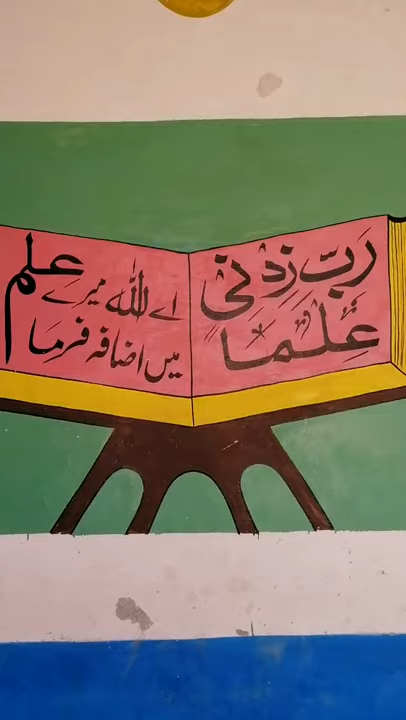 رَبِّ زِدْنِی
عِلْمًا
اے اللہ میرے علم
میں اضافہ فرما